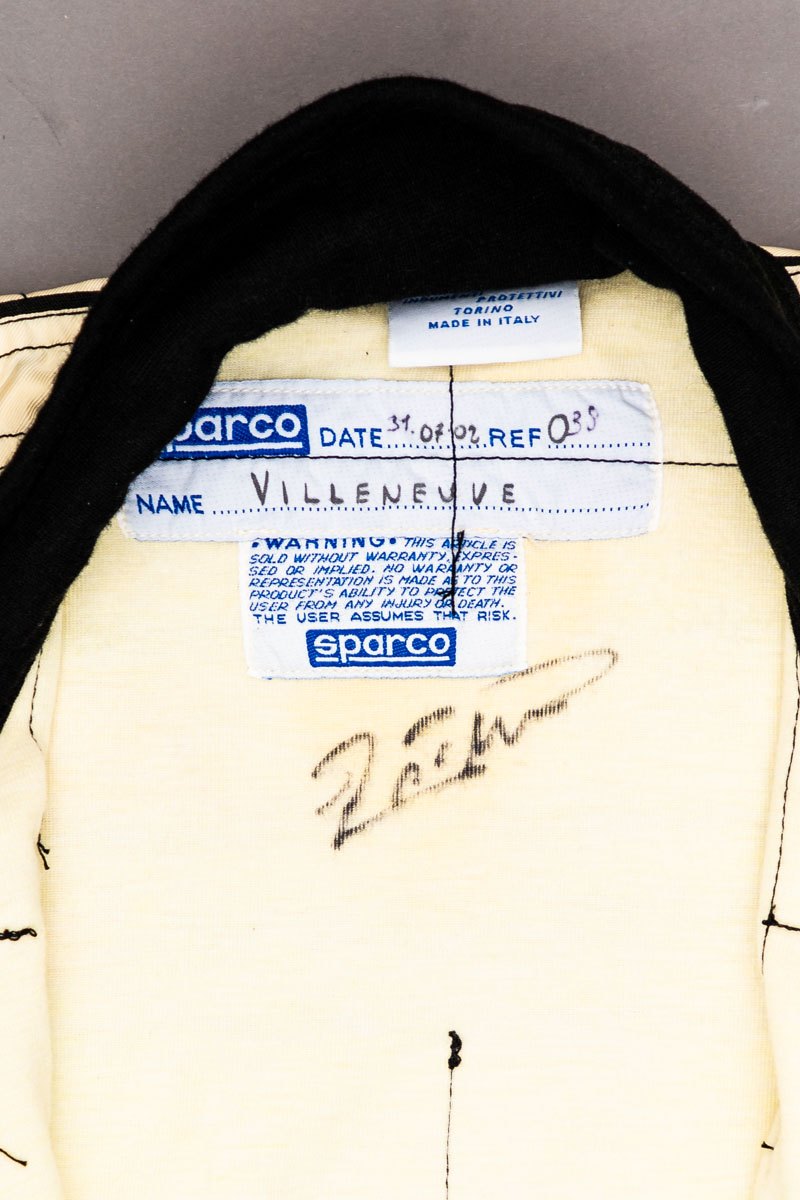 PROTETTIVI
TORINO
MADE IN ITALY
sparco DATE 31.07.02 REF 038
NAME VILLENEUVE
•WARNING• THIS ARTICLE IS
SOLD WITHOUT WARRANTY, EXPRES-
SED OR IMPLIED. NO WARRANTY OR
REPRESENTATION IS MADE AS TO THIS
PRODUCT'S ABILITY TO PROTECT THE
USER FROM ANY INJURY OR DEATH.
THE USER ASSUMES THAT RISK.
sparco